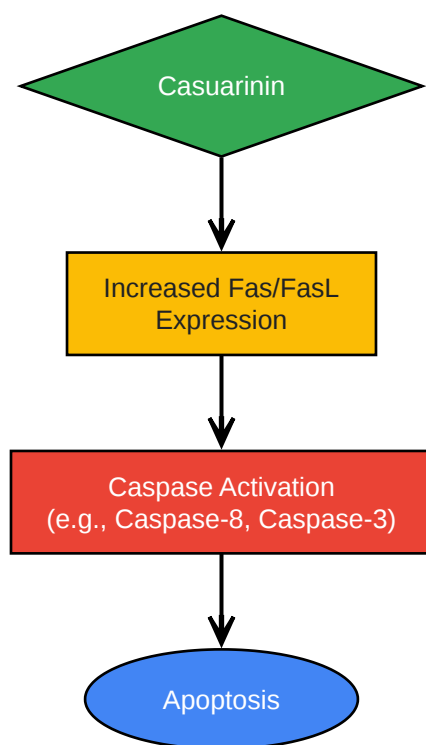 Casuarinin
Increased Fas/FasL
Expression
Caspase Activation
(e.g., Caspase-8, Caspase-3)
Apoptosis